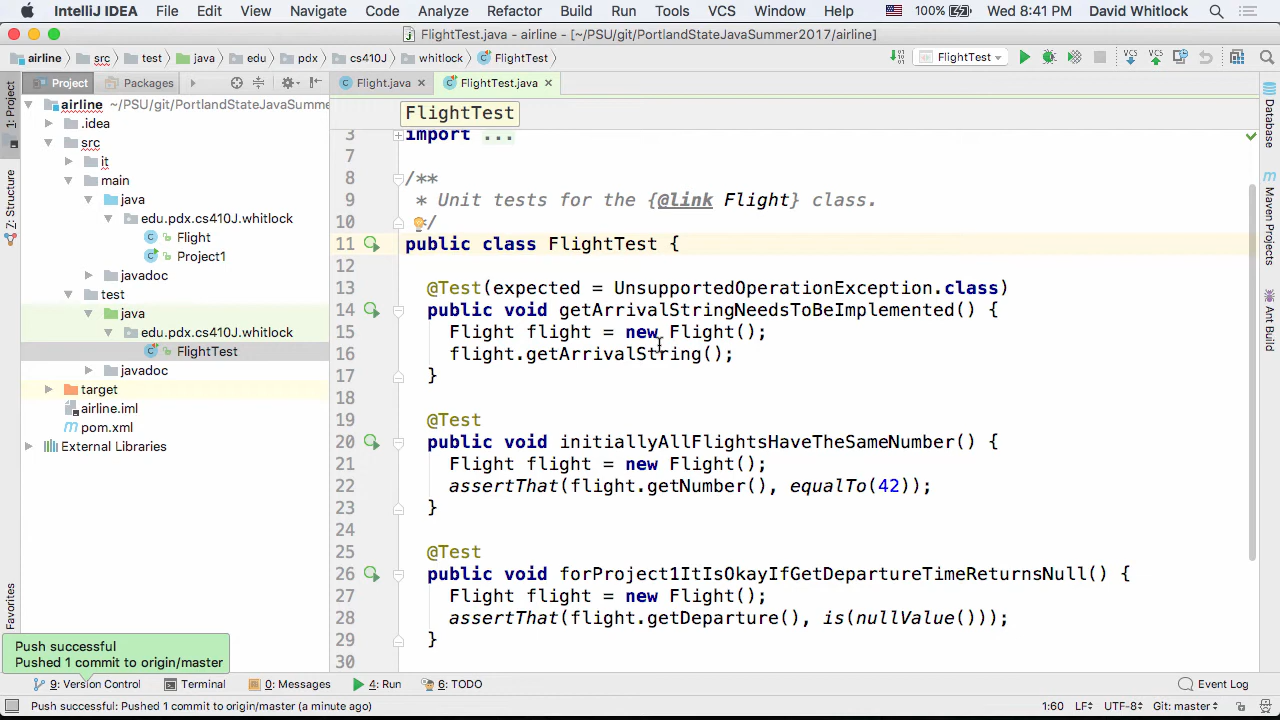 IntelliJ IDEA File Edit View Navigate Code Analyze Refactor Build Run Tools VCS Window Help 100% Wed 8:41 PM David Whitlock
FlightTest.java - airline - [~/PSU/git/PortlandStateJavaSummer2017/airline]
airline src test java edu pdx cs410J whitlock FlightTest FlightTest VCS VCS
Project Packages Flight.java FlightTest.java
1: Project
Z: Structure
Favorites
Database
Maven Projects
Ant Build
airline ~/PSU/git/PortlandStateJavaSumme
.idea
src
it
main
java
edu.pdx.cs410J.whitlock
Flight
Project1
javadoc
test
java
edu.pdx.cs410J.whitlock
FlightTest
javadoc
target
airline.iml
pom.xml
External Libraries
FlightTest
3 import ...
7
8 /**
9 * Unit tests for the {@link Flight} class.
10 */
11 public class FlightTest {
12
13 @Test(expected = UnsupportedOperationException.class)
14 public void getArrivalStringNeedsToBeImplemented() {
15 Flight flight = new Flight();
16 flight.getArrivalString();
17 }
18
19 @Test
20 public void initiallyAllFlightsHaveTheSameNumber() {
21 Flight flight = new Flight();
22 assertThat(flight.getNumber(), equalTo(42));
23 }
24
25 @Test
26 public void forProject1ItIsOkayIfGetDepartureTimeReturnsNull() {
27 Flight flight = new Flight();
28 assertThat(flight.getDeparture(), is(nullValue()));
29 }
30
Push successful
Pushed 1 commit to origin/master
9: Version Control Terminal 0: Messages 4: Run 6: TODO Event Log
Push successful: Pushed 1 commit to origin/master (a minute ago) 1:60 LF UTF-8 Git: master